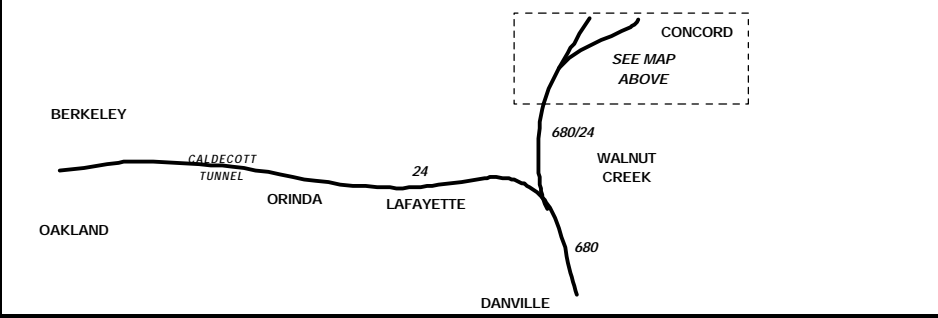 CONCORD
SEE MAP
ABOVE
BERKELEY
680/24
CALDECOTT
TUNNEL
24
WALNUT
CREEK
ORINDA
LAFAYETTE
OAKLAND
680
DANVILLE